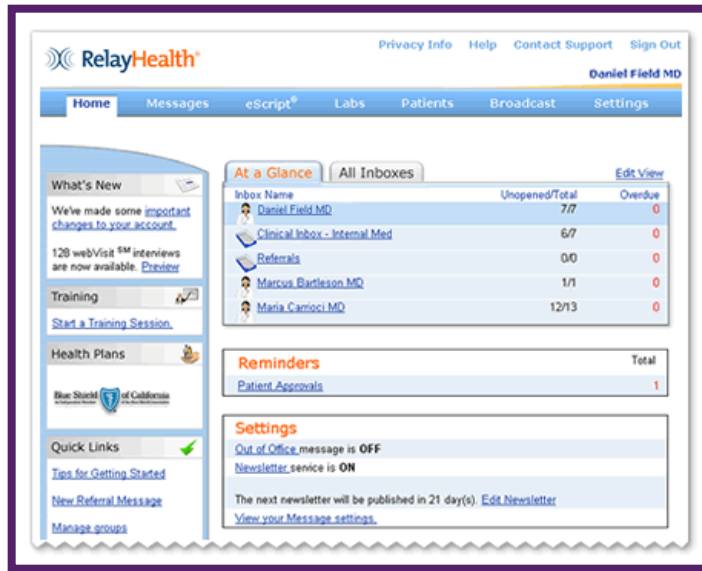 RelayHealth®
Privacy Info Help Contact Support Sign Out
Daniel Field MD
Home Messages eScript® Labs Patients Broadcast Settings
What's New
We've made some important
changes to your account.
128 webVisit SM interviews
are now available. Preview
Training
Start a Training Session.
Health Plans
Blue Shield of California
Quick Links
Tips for Getting Started
New Referral Message
Manage groups
At a Glance All Inboxes Edit View
Inbox Name Unopened/Total Overdue
Daniel Field MD 7/7 0
Clinical Inbox - Internal Med 6/7 0
Referrals 0/0 0
Marcus Bartleson MD 1/1 0
Maria Carrioci MD 12/13 0
Reminders Total
Patient Approvals 1
Settings
Out of Office message is OFF
Newsletter service is ON
The next newsletter will be published in 21 day(s). Edit Newsletter
View your Message settings.